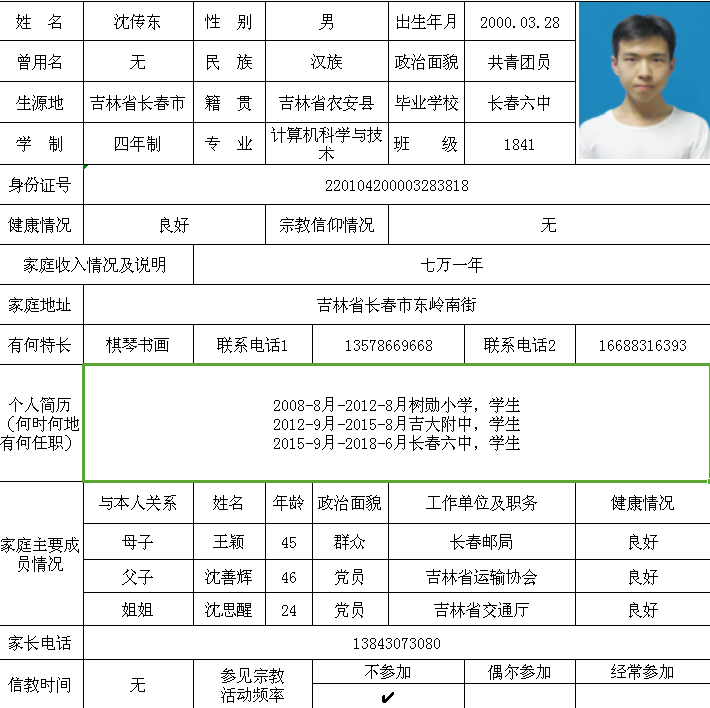 姓 名 沈传东 性 别 男 出生年月 2000.03.28
曾用名 无 民 族 汉族 政治面貌 共青团员
生源地 吉林省长春市 籍 贯 吉林省农安县 毕业学校 长春六中
学 制 四年制 专 业 计算机科学与技术 班 级 1841
身份证号 220104200003283818
健康情况 良好 宗教信仰情况 无
家庭收入情况及说明 七万一年
家庭地址 吉林省长春市东岭南街
有何特长 棋琴书画 联系电话1 13578669668 联系电话2 16688316393
个人简历
（何时何地
有何任职）
2008-8月-2012-8月树勋小学，学生
2012-9月-2015-8月吉大附中，学生
2015-9月-2018-6月长春六中，学生
家庭主要成
员情况
与本人关系 姓名 年龄 政治面貌 工作单位及职务 健康情况
母子 王颖 45 群众 长春邮局 良好
父子 沈善辉 46 党员 吉林省运输协会 良好
姐姐 沈思醒 24 党员 吉林省交通厅 良好
家长电话 13843073080
信教时间 无 参见宗教
活动频率
不参加 偶尔参加 经常参加
✔